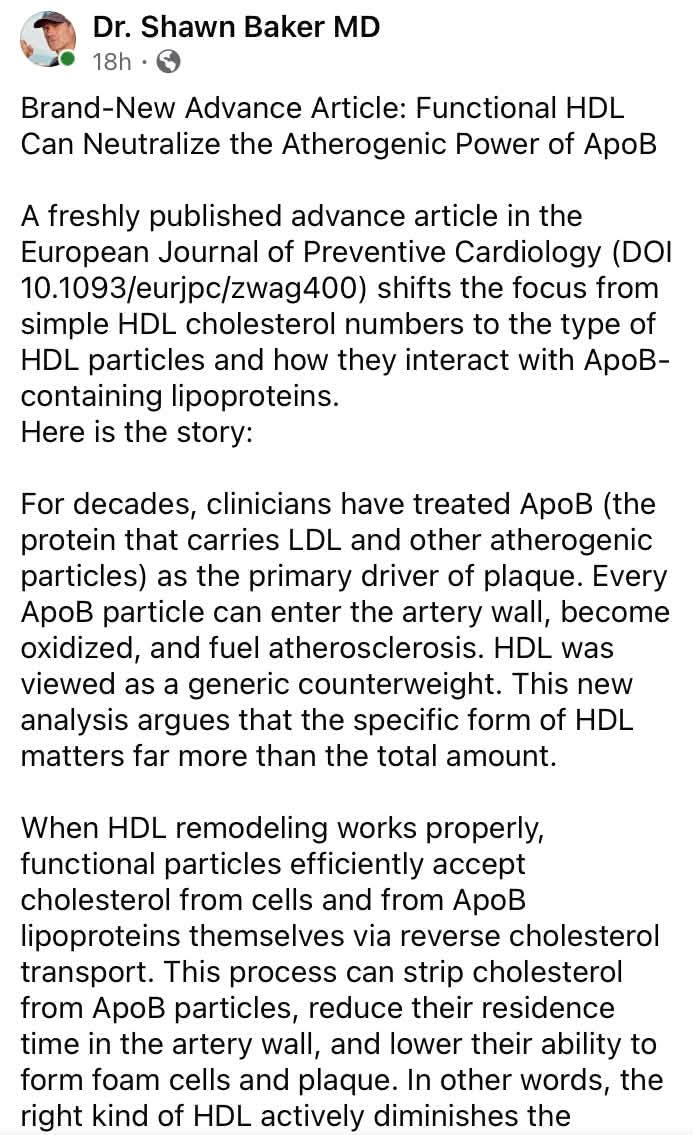 Dr. Shawn Baker MD
18h ·
Brand-New Advance Article: Functional HDL
Can Neutralize the Atherogenic Power of ApoB
A freshly published advance article in the
European Journal of Preventive Cardiology (DOI
10.1093/eurjpc/zwag400) shifts the focus from
simple HDL cholesterol numbers to the type of
HDL particles and how they interact with ApoB-
containing lipoproteins.
Here is the story:
For decades, clinicians have treated ApoB (the
protein that carries LDL and other atherogenic
particles) as the primary driver of plaque. Every
ApoB particle can enter the artery wall, become
oxidized, and fuel atherosclerosis. HDL was
viewed as a generic counterweight. This new
analysis argues that the specific form of HDL
matters far more than the total amount.
When HDL remodeling works properly,
functional particles efficiently accept
cholesterol from cells and from ApoB
lipoproteins themselves via reverse cholesterol
transport. This process can strip cholesterol
from ApoB particles, reduce their residence
time in the artery wall, and lower their ability to
form foam cells and plaque. In other words, the
right kind of HDL actively diminishes the